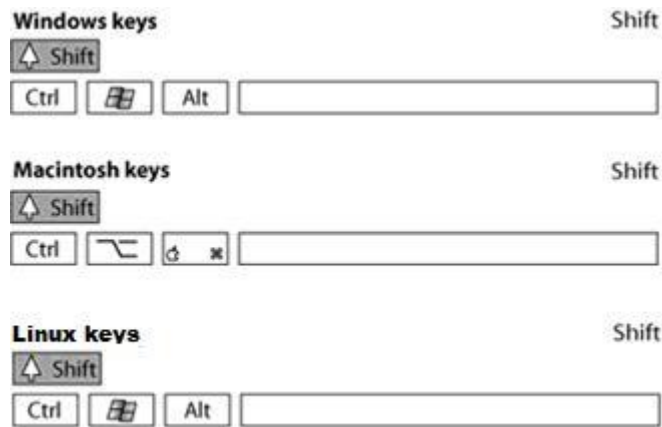 Windows keys Shift
Shift
Ctrl Alt
Macintosh keys Shift
Shift
Ctrl ⌥ ⌘
Linux keys Shift
Shift
Ctrl Alt